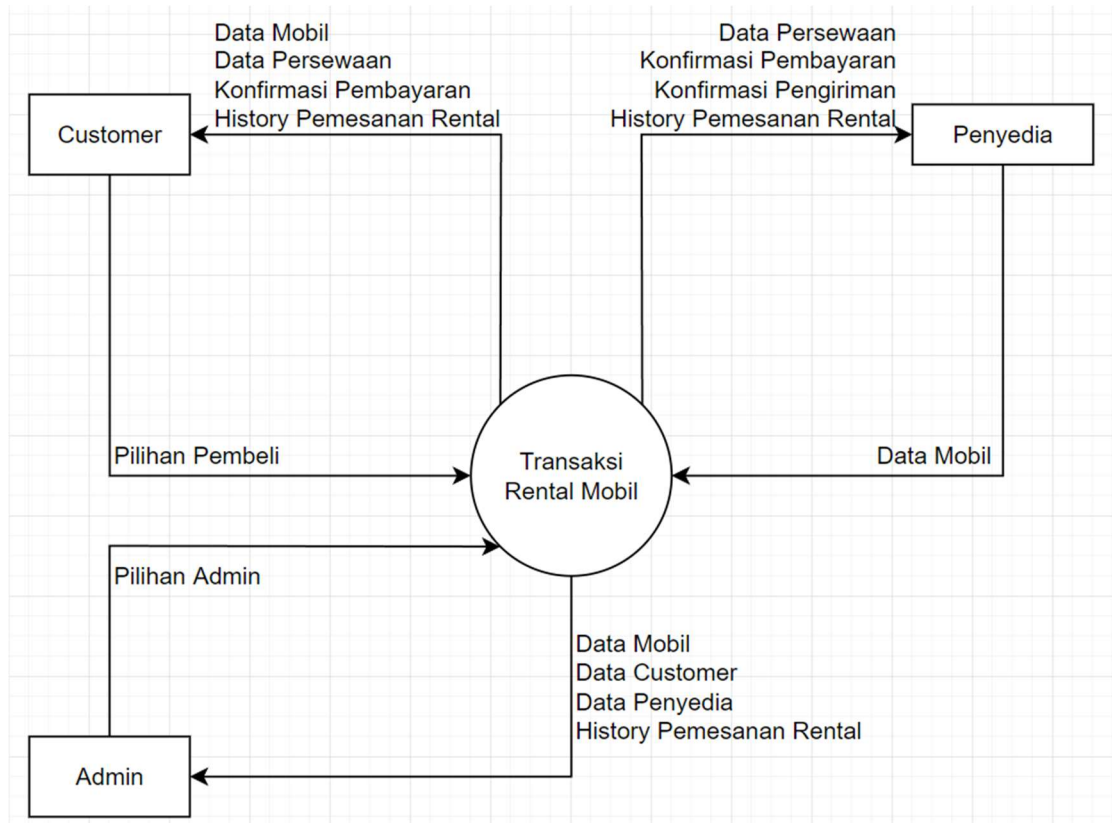 Data Mobil
Data Persewaan
Konfirmasi Pembayaran
History Pemesanan Rental
Data Persewaan
Konfirmasi Pembayaran
Konfirmasi Pengiriman
History Pemesanan Rental
Customer
Penyedia
Pilihan Pembeli
Transaksi
Rental Mobil
Data Mobil
Pilihan Admin
Data Mobil
Data Customer
Data Penyedia
History Pemesanan Rental
Admin